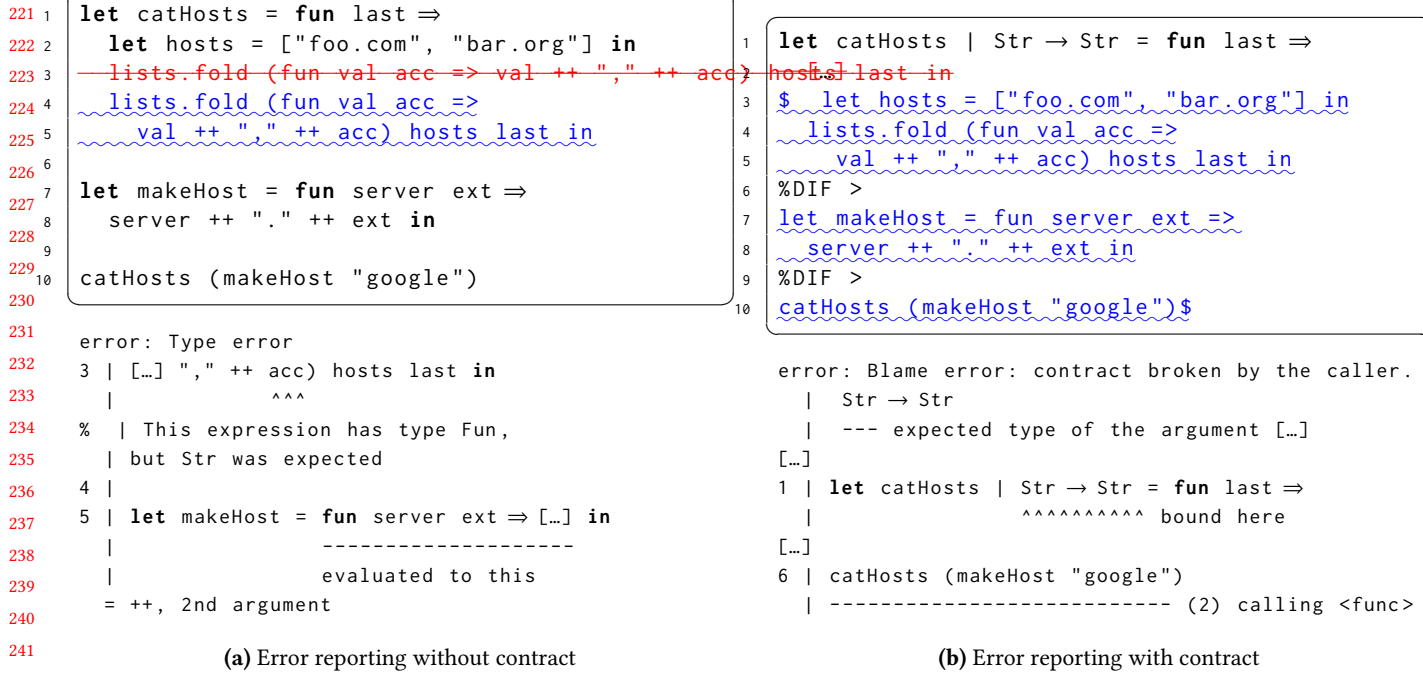 221 1 let catHosts = fun last ⇒
222 2 let hosts = ["foo.com", "bar.org"] in
223 3 lists.fold (fun val acc => val ++ "," ++ acc) hosts last in
224 4 lists.fold (fun val acc =>
225 5 val ++ "," ++ acc) hosts last in
226 6
227 7 let makeHost = fun server ext ⇒
228 8 server ++ "." ++ ext in
229 9
230 10 catHosts (makeHost "google")
231 error: Type error
232 3 | […] "," ++ acc) hosts last in
233 | ^^^
234 % | This expression has type Fun,
235 | but Str was expected
236 4 |
237 5 | let makeHost = fun server ext ⇒ […] in
238 | --------------------
239 | evaluated to this
240 = ++, 2nd argument
241 (a) Error reporting without contract
1 let catHosts | Str → Str = fun last ⇒
2 […]
3 $ let hosts = ["foo.com", "bar.org"] in
4 lists.fold (fun val acc =>
5 val ++ "," ++ acc) hosts last in
6 %DIF >
7 let makeHost = fun server ext =>
8 server ++ "." ++ ext in
9 %DIF >
10 catHosts (makeHost "google")$
error: Blame error: contract broken by the caller.
| Str → Str
| --- expected type of the argument […]
[…]
1 | let catHosts | Str → Str = fun last ⇒
| ^^^^^^^^^^ bound here
[…]
6 | catHosts (makeHost "google")
| --------------------------- (2) calling <func>
(b) Error reporting with contract